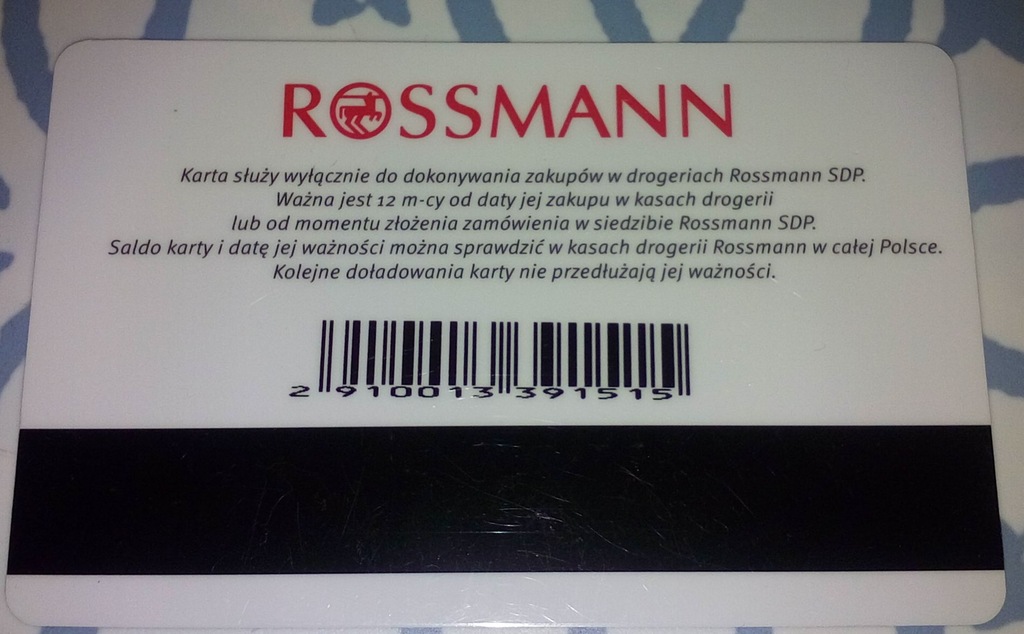 ROSSMANN
Karta służy wyłącznie do dokonywania zakupów w drogeriach Rossmann SDP.
Ważna jest 12 m-cy od daty jej zakupu w kasach drogerii
lub od momentu złożenia zamówienia w siedzibie Rossmann SDP.
Saldo karty i datę jej ważności można sprawdzić w kasach drogerii Rossmann w całej Polsce.
Kolejne doładowania karty nie przedłużają jej ważności.
2 910013 391515